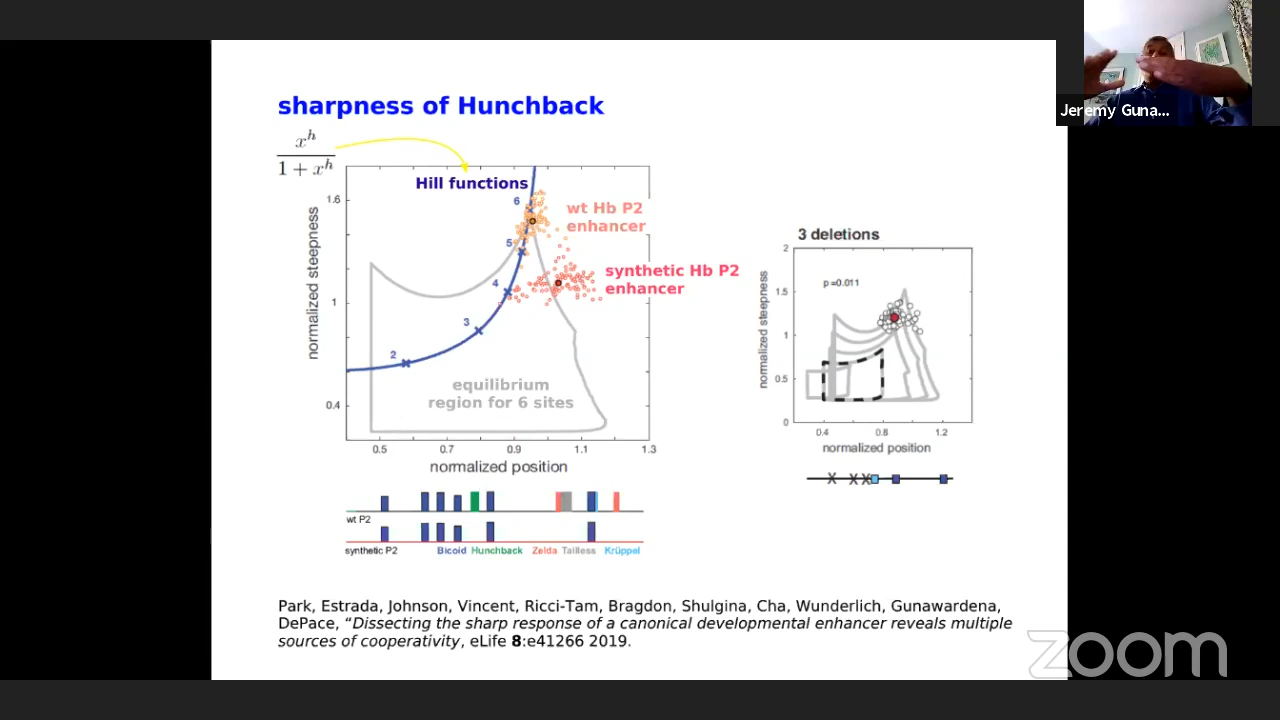 Jeremy Guna...
sharpness of Hunchback
x^h
1 + x^h
Hill functions
wt Hb P2
enhancer
synthetic Hb P2
enhancer
equilibrium
region for 6 sites
2
3
4
5
6
normalized steepness
1.6
1
0.4
0.5
0.7
0.9
1.1
1.3
normalized position
wt P2
synthetic P2
Bicoid Hunchback Zelda Tailless Krüppel
3 deletions
p =0.011
normalized steepness
2
1.5
1
0.5
0
0.4
0.8
1.2
normalized position
X X X
Park, Estrada, Johnson, Vincent, Ricci-Tam, Bragdon, Shulgina, Cha, Wunderlich, Gunawardena,
DePace, “Dissecting the sharp response of a canonical developmental enhancer reveals multiple
sources of cooperativity, eLife 8:e41266 2019.
zoom